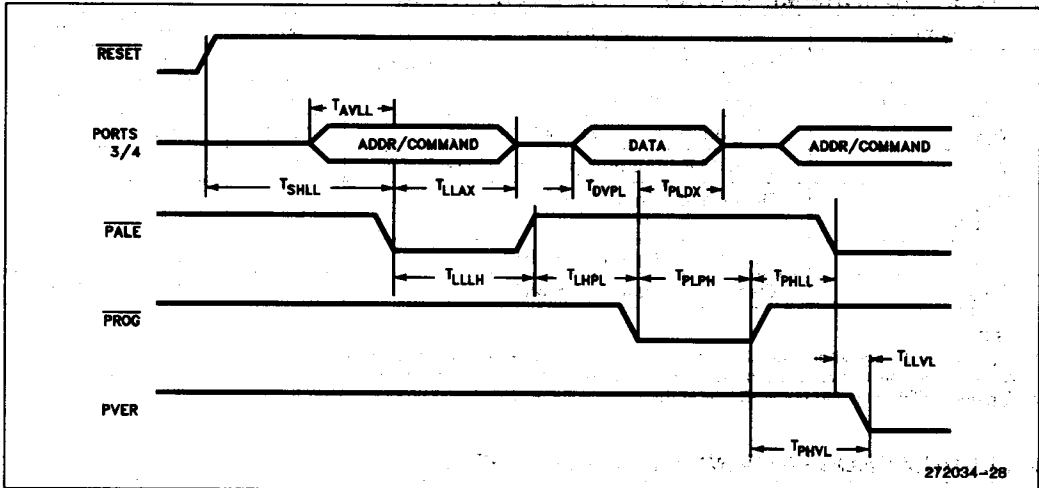 RESET
T_AVLL
PORTS
3/4
ADDR/COMMAND DATA ADDR/COMMAND
T_SHLL T_LLAX T_DVPL T_PLDX
PALE
T_LLLH T_LHPL T_PLPH T_PHLL
PROG
T_LLVL
PVER
T_PHVL
272034-28